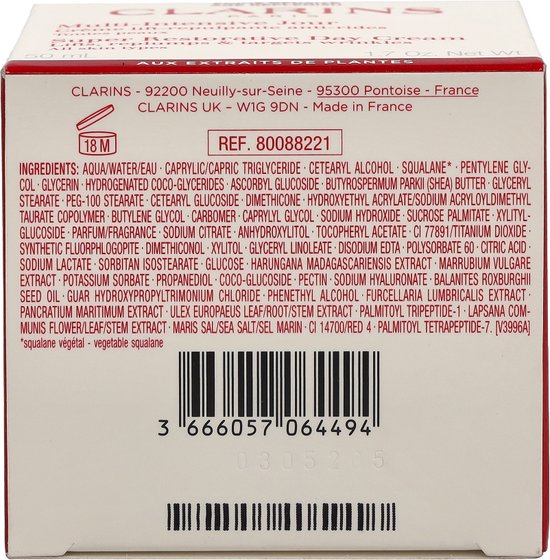 CLARINS
PARIS
Multi-Intensive Jour
Super Restorative Day Cream
Lifts, replumps & targets wrinkles
All skin types
50 ml
1.7 Oz. Net Wt
AUX EXTRAITS DE PLANTES
CLARINS - 92200 Neuilly-sur-Seine - 95300 Pontoise - France
CLARINS UK – W1G 9DN - Made in France
18 M
REF. 80088221
INGREDIENTS: AQUA/WATER/EAU · CAPRYLIC/CAPRIC TRIGLYCERIDE · CETEARYL ALCOHOL · SQUALANE* · PENTYLENE GLY-
COL · GLYCERIN · HYDROGENATED COCO-GLYCERIDES · ASCORBYL GLUCOSIDE · BUTYROSPERMUM PARKII (SHEA) BUTTER · GLYCERYL
STEARATE · PEG-100 STEARATE · CETEARYL GLUCOSIDE · DIMETHICONE · HYDROXYETHYL ACRYLATE/SODIUM ACRYLOYLDIMETHYL
TAURATE COPOLYMER · BUTYLENE GLYCOL · CARBOMER · CAPRYLYL GLYCOL · SODIUM HYDROXIDE · SUCROSE PALMITATE · XYLITYL-
GLUCOSIDE · PARFUM/FRAGRANCE · SODIUM CITRATE · ANHYDROXYLITOL · TOCOPHERYL ACETATE · CI 77891/TITANIUM DIOXIDE ·
SYNTHETIC FLUORPHLOGOPITE · DIMETHICONOL · XYLITOL · GLYCERYL LINOLEATE · DISODIUM EDTA · POLYSORBATE 60 · CITRIC ACID ·
SODIUM LACTATE · SORBITAN ISOSTEARATE · GLUCOSE · HARUNGANA MADAGASCARIENSIS EXTRACT · MARRUBIUM VULGARE
EXTRACT · POTASSIUM SORBATE · PROPANEDIOL · COCO-GLUCOSIDE · PECTIN · SODIUM HYALURONATE · BALANITES ROXBURGHII
SEED OIL · GUAR HYDROXYPROPYLTRIMONIUM CHLORIDE · PHENETHYL ALCOHOL · FURCELLARIA LUMBRICALIS EXTRACT ·
PANCRATIUM MARITIMUM EXTRACT · ULEX EUROPAEUS LEAF/ROOT/STEM EXTRACT · PALMITOYL TRIPEPTIDE-1 · LAPSANA COM-
MUNIS FLOWER/LEAF/STEM EXTRACT · MARIS SAL/SEA SALT/SEL MARIN · CI 14700/RED 4 · PALMITOYL TETRAPEPTIDE-7. [V3996A]
*squalane végétal - vegetable squalane
3 666057 064494